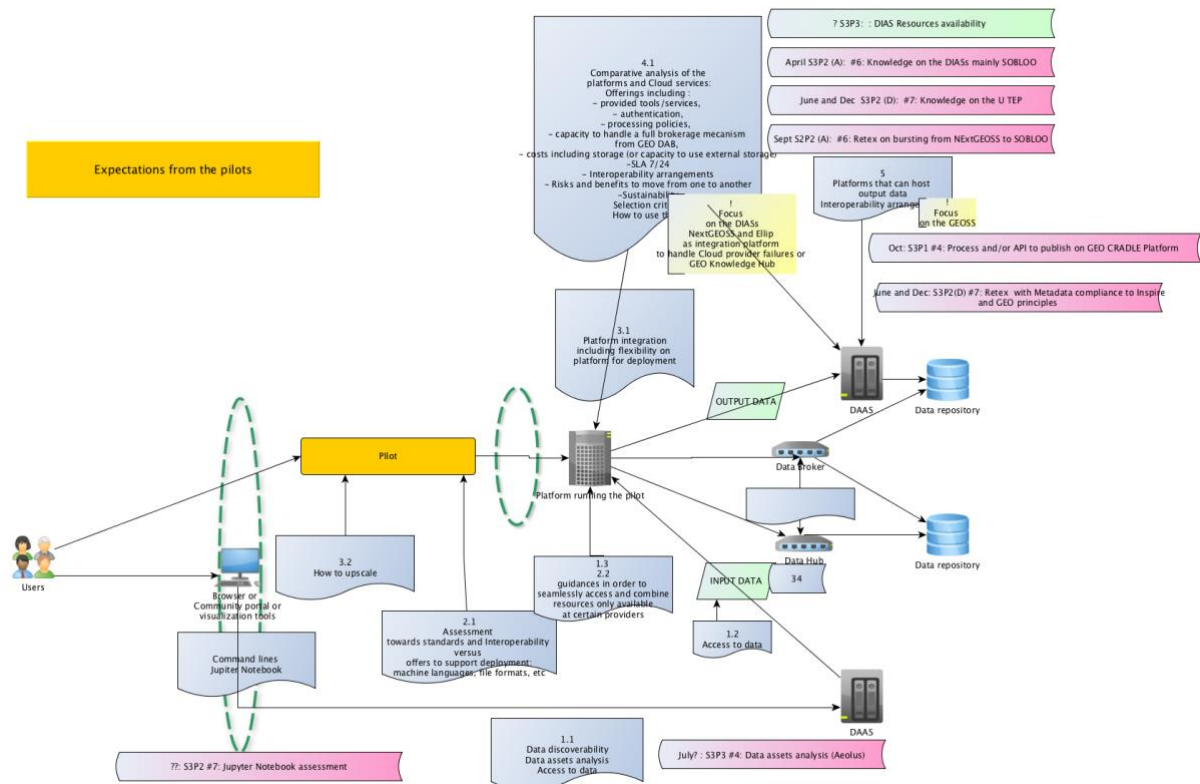 ? S3P3: : DIAS Resources availability
April S3P2 (A): #6: Knowledge on the DIASs mainly SOBLOO
June and Dec S3P2 (D): #7: Knowledge on the U TEP
Sept S2P2 (A): #6: Retex on bursting from NExtGEOSS to SOBLOO
4.1
Comparative analysis of the
platforms and Cloud services:
Offerings including :
- provided tools/services,
- authentication,
- processing policies,
- capacity to handle a full brokerage mecanism
from GEO DAB,
- costs including storage (or capacity to use external storage)
-SLA 7/24
- Interoperability arrangements
- Risks and benefits to move from one to another
-Sustainability
Selection crit
How to use th
!
Focus
on the DIASs
NextGEOSS and Ellip
as integration platform
to handle Cloud provider failures or
GEO Knowledge Hub
Expectations from the pilots
5
Platforms that can host
output data
Interoperability arrange
!
Focus
on the GEOSS
Oct: S3P1 #4: Process and/or API to publish on GEO CRADLE Platform
June and Dec: S3P2(D) #7: Retex with Metadata compliance to Inspire
and GEO principles
3.1
Platform integration
including flexibility on
platform for deployment
OUTPUT DATA
DAAS
Data repository
Pilot
Platform running the pilot
Data Broker
Users
Browser or
Community portal or
visualization tools
3.2
How to upscale
1.3
2.2
guidances in order to
seamlessly access and combine
resources only available
at certain providers
Data Hub
Data repository
INPUT DATA
34
2.1
Assessment
towards standards and Interoperability
versus
offers to support deployment:
machine languages, file formats, etc
1.2
Access to data
Command lines
Jupiter Notebook
DAAS
1.1
Data discoverability
Data assets analysis
Access to data
July? : S3P3 #4: Data assets analysis (Aeolus)
??: S3P2 #7: Jupyter Notebook assessment